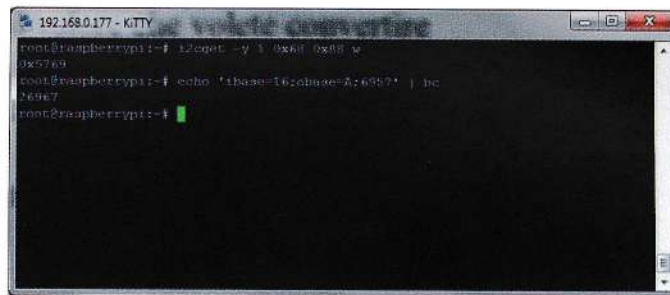 192.168.0.177 - KiTTY
root@raspberrypi:~# i2cget -y 1 0x68 0x88 w
0x5769
root@raspberrypi:~# echo 'ibase=16;obase=A;6957' | bc
26967
root@raspberrypi:~#